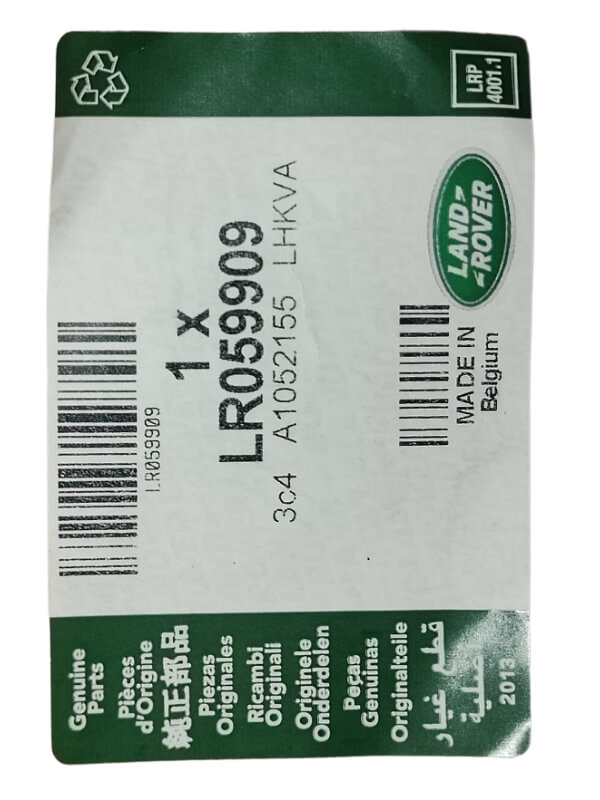 Genuine
Parts
Pièces
d'Origine
純正部品
Piezas
Originales
Ricambi
Originali
Originele
Onderdelen
Peças
Genuinas
Originalteile
قطع غيار
أصلية
2013
LR059909
1 x
LR059909
3c4 A1052155 LHKVA
MADE IN
Belgium
LAND
ROVER
LRP
4001.1